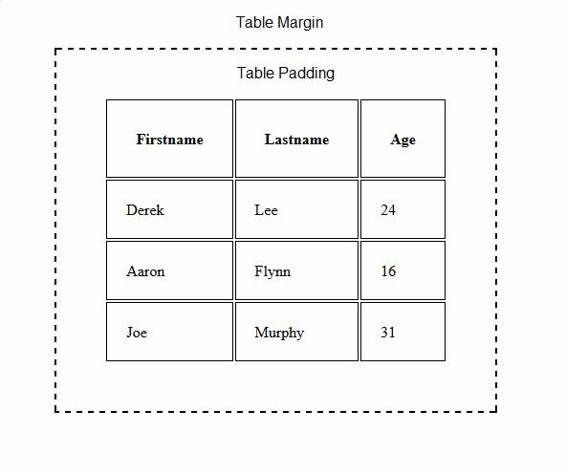 Table Margin
Table Padding
Firstname Lastname Age
Derek Lee 24
Aaron Flynn 16
Joe Murphy 31